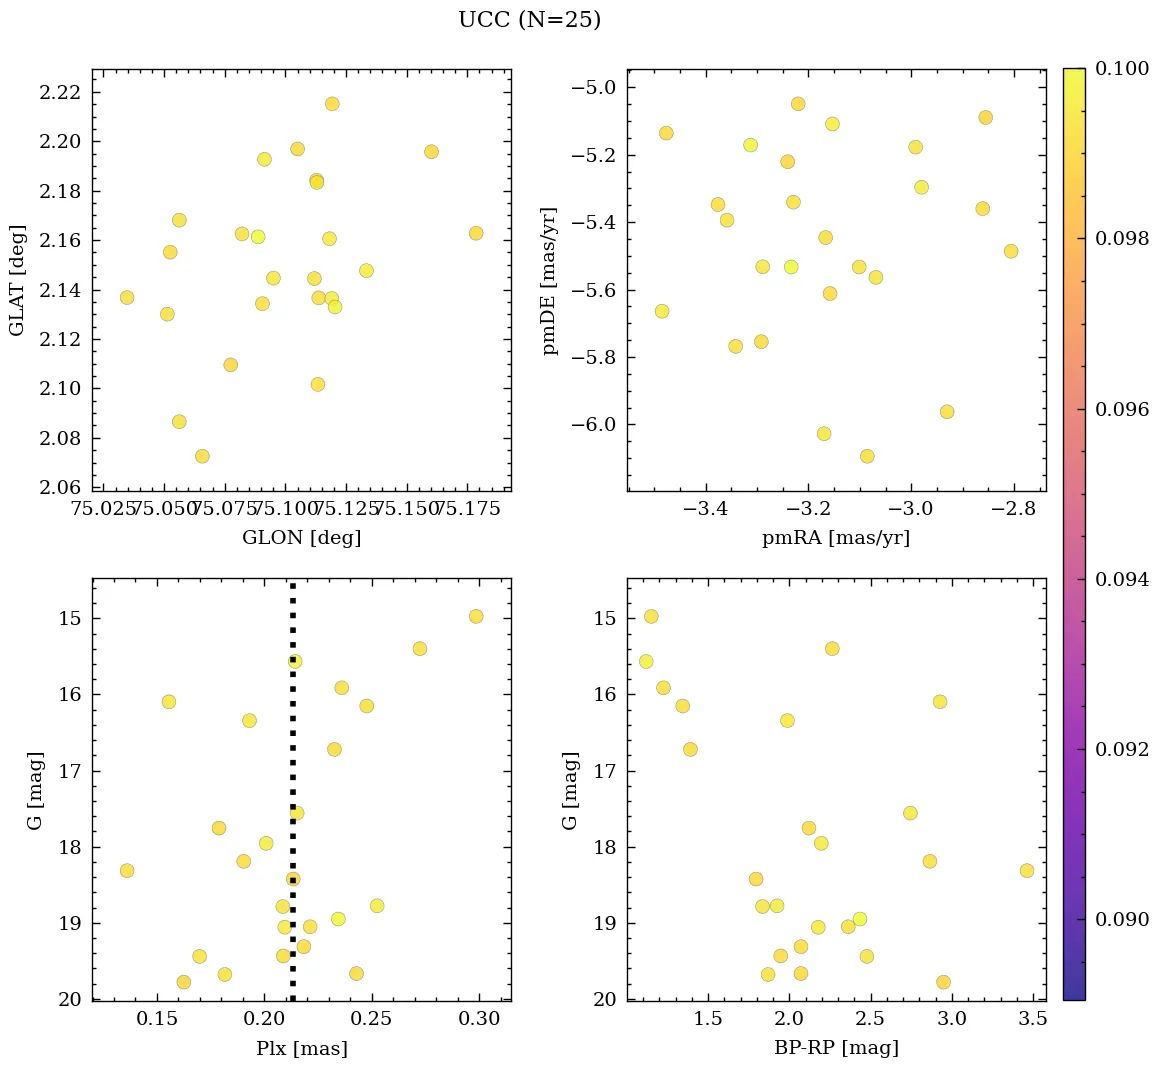 UCC (N=25)
2.22
2.20
2.18
2.16
2.14
2.12
2.10
2.08
2.06
GLAT [deg]
75.025 75.050 75.075 75.100 75.125 75.150 75.175
GLON [deg]
−5.0
−5.2
−5.4
−5.6
−5.8
−6.0
pmDE [mas/yr]
−3.4 −3.2 −3.0 −2.8
pmRA [mas/yr]
15
16
17
18
19
20
G [mag]
0.15 0.20 0.25 0.30
Plx [mas]
15
16
17
18
19
20
G [mag]
1.5 2.0 2.5 3.0 3.5
BP-RP [mag]
0.100
0.098
0.096
0.094
0.092
0.090